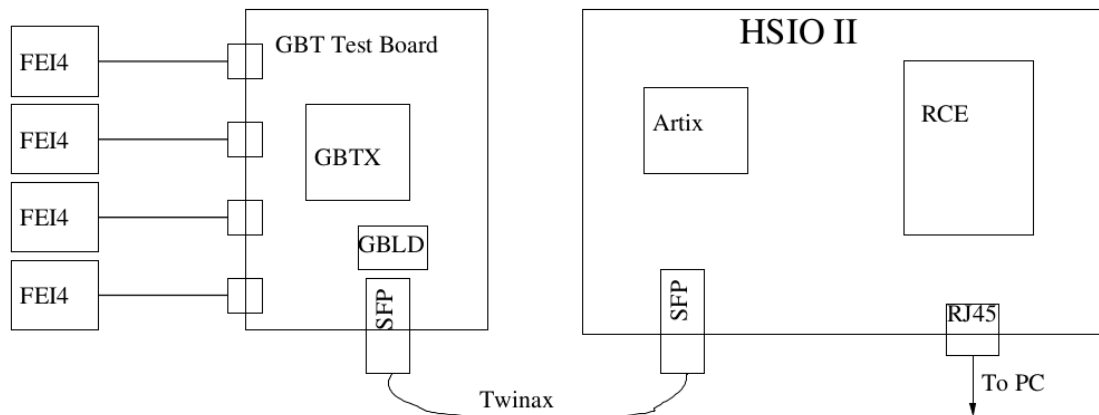 FEI4
FEI4
FEI4
FEI4
GBT Test Board
GBTX
GBLD
SFP
HSIO II
Artix
RCE
SFP
RJ45
To PC
Twinax